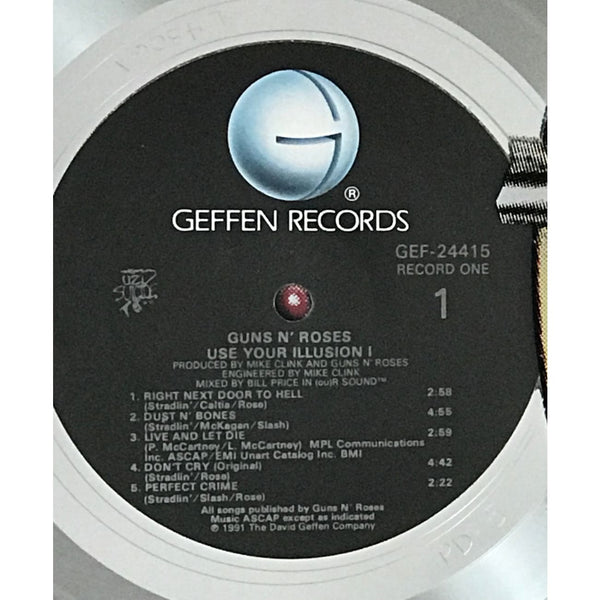 ®
GEFFEN RECORDS
GEF-24415
RECORD ONE
1
GUNS N' ROSES
USE YOUR ILLUSION I
PRODUCED BY MIKE CLINK AND GUNS N' ROSES
ENGINEERED BY MIKE CLINK
MIXED BY BILL PRICE IN (ou)R SOUND™
1. RIGHT NEXT DOOR TO HELL 2:58
(Stradlin'/Caltia/Rose)
2. DUST N' BONES 4:55
(Stradlin'/McKagan/Slash)
3. LIVE AND LET DIE 2:59
(P. McCartney/L. McCartney) MPL Communications
Inc. ASCAP/EMI Unart Catalog Inc. BMI
4. DON'T CRY (Original) 4:42
(Stradlin'/Rose)
5. PERFECT CRIME 2:22
(Stradlin'/Slash/Rose)
All songs published by Guns N' Roses
Music ASCAP except as indicated
℗ 1991 The David Geffen Company